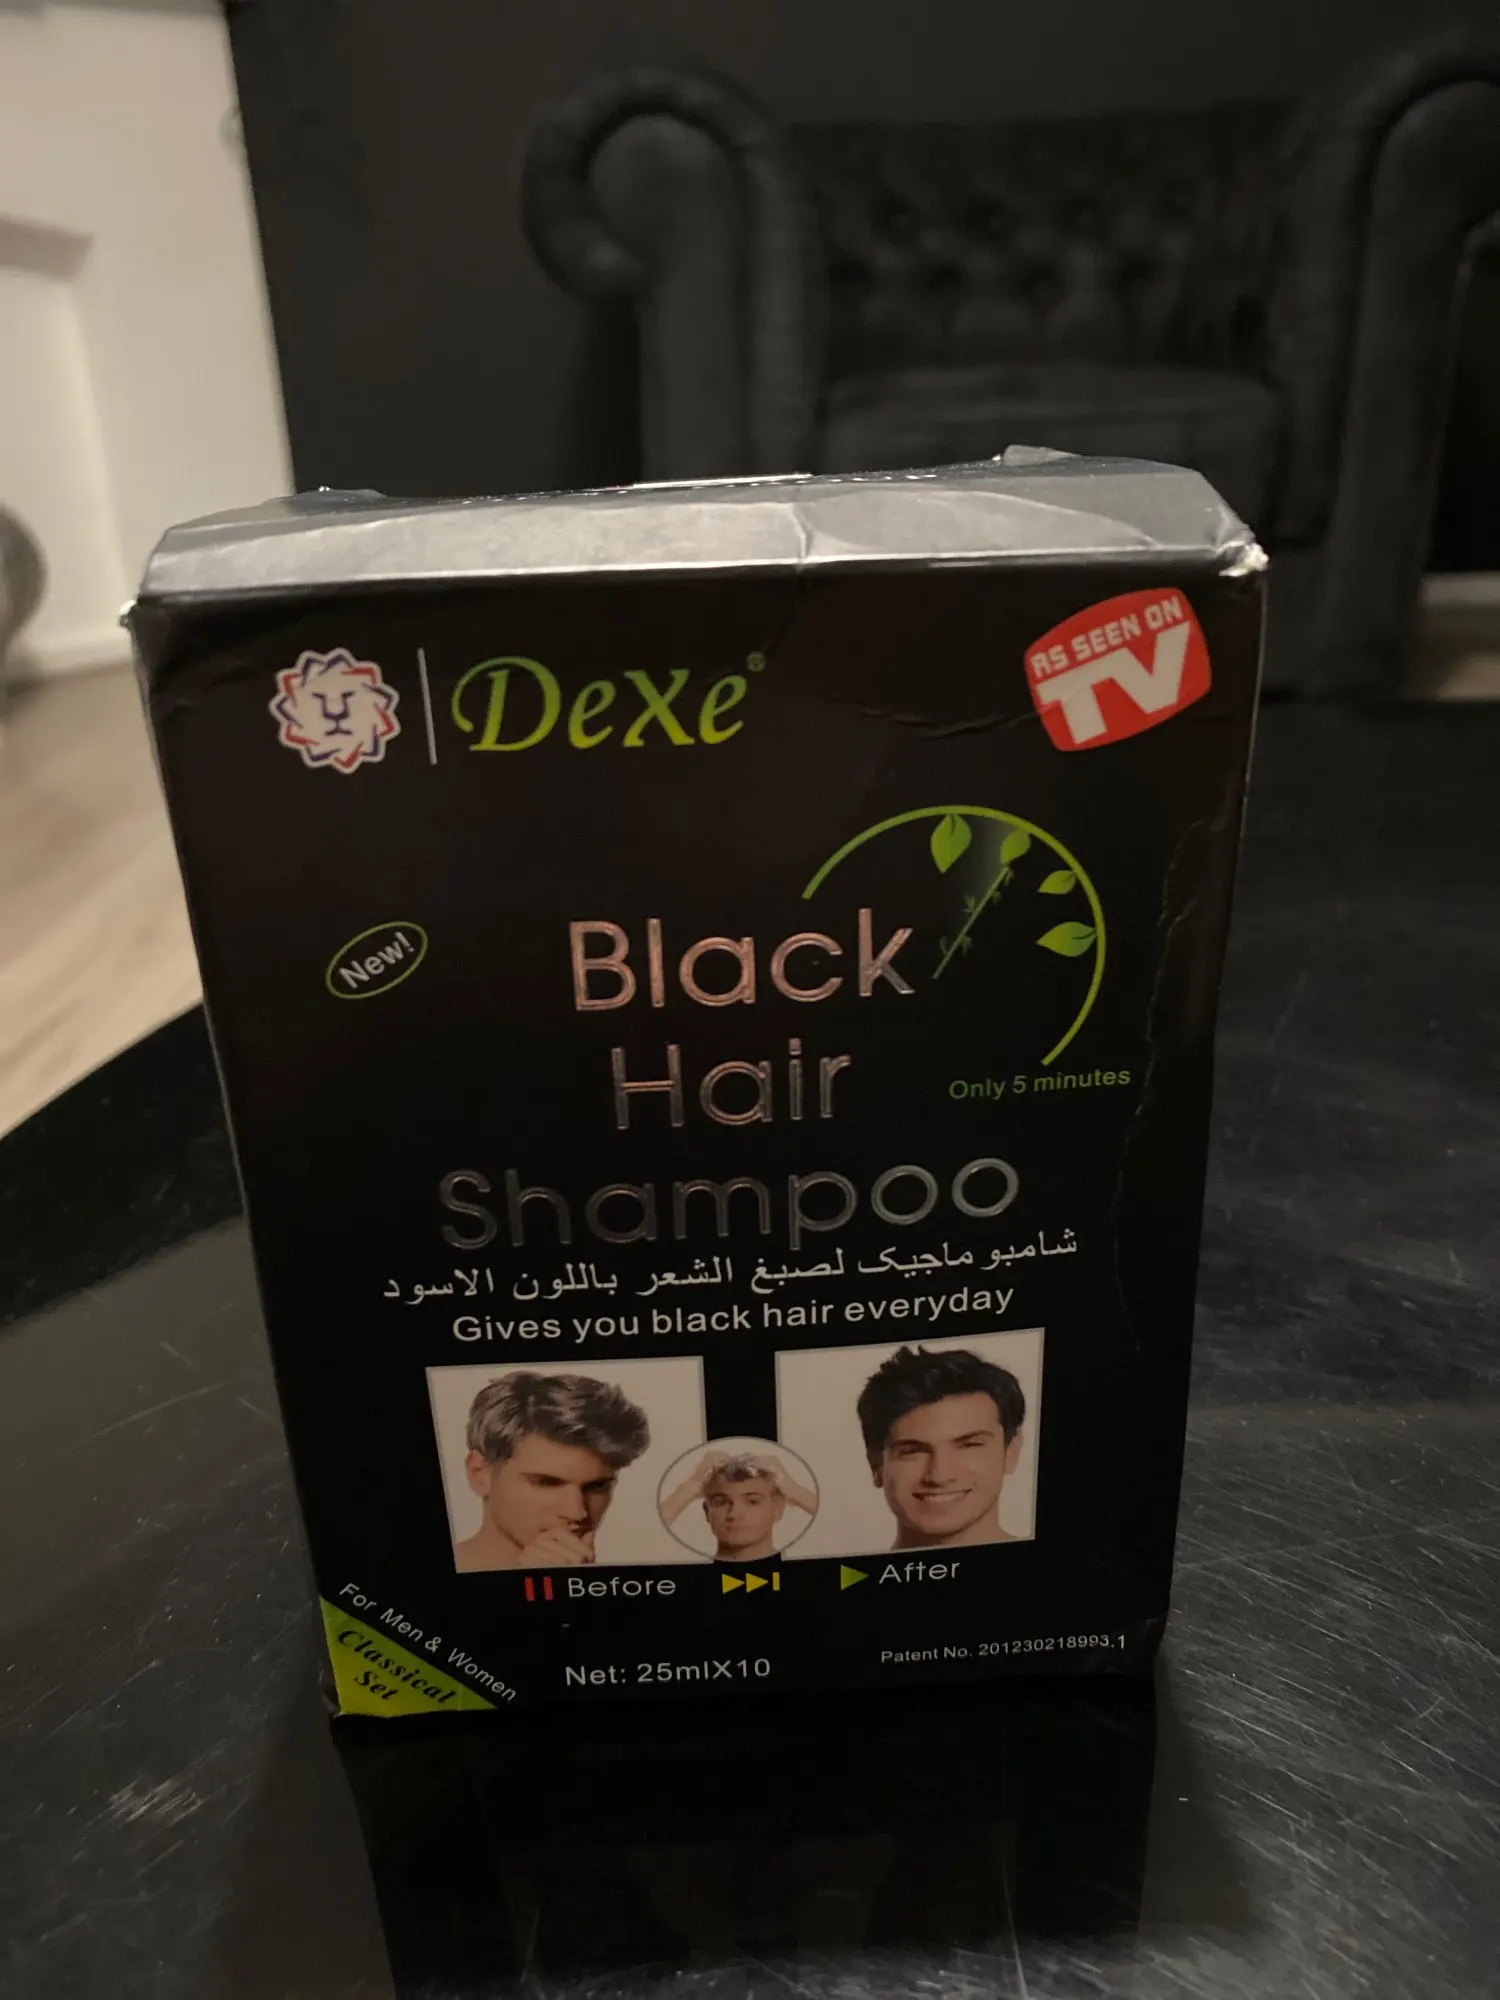 DeXe®
AS SEEN ON
TV
New!
Black
Hair
Only 5 minutes
Shampoo
شامبو ماجيك لصبغ الشعر باللون الاسود
Gives you black hair everyday
Before
After
For Men & Women
Classical
Set
Net: 25mlX10
Patent No. 201230218993.1